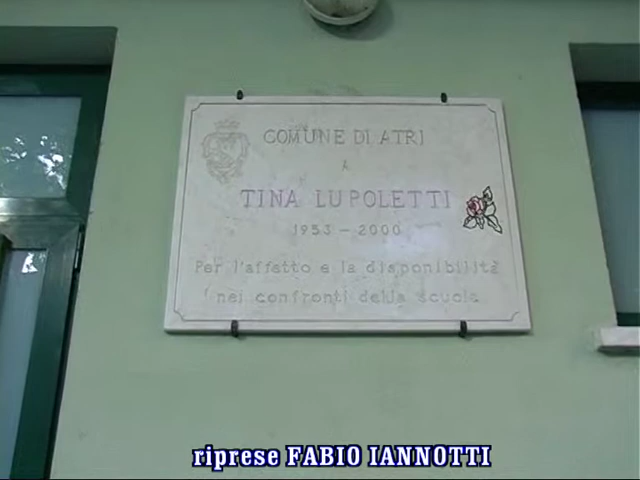 COMUNE DI ATRI
A
TINA LUPOLETTI
1953 - 2000
Per l'affetto e la disponibilità
nei confronti della scuola
riprese FABIO IANNOTTI